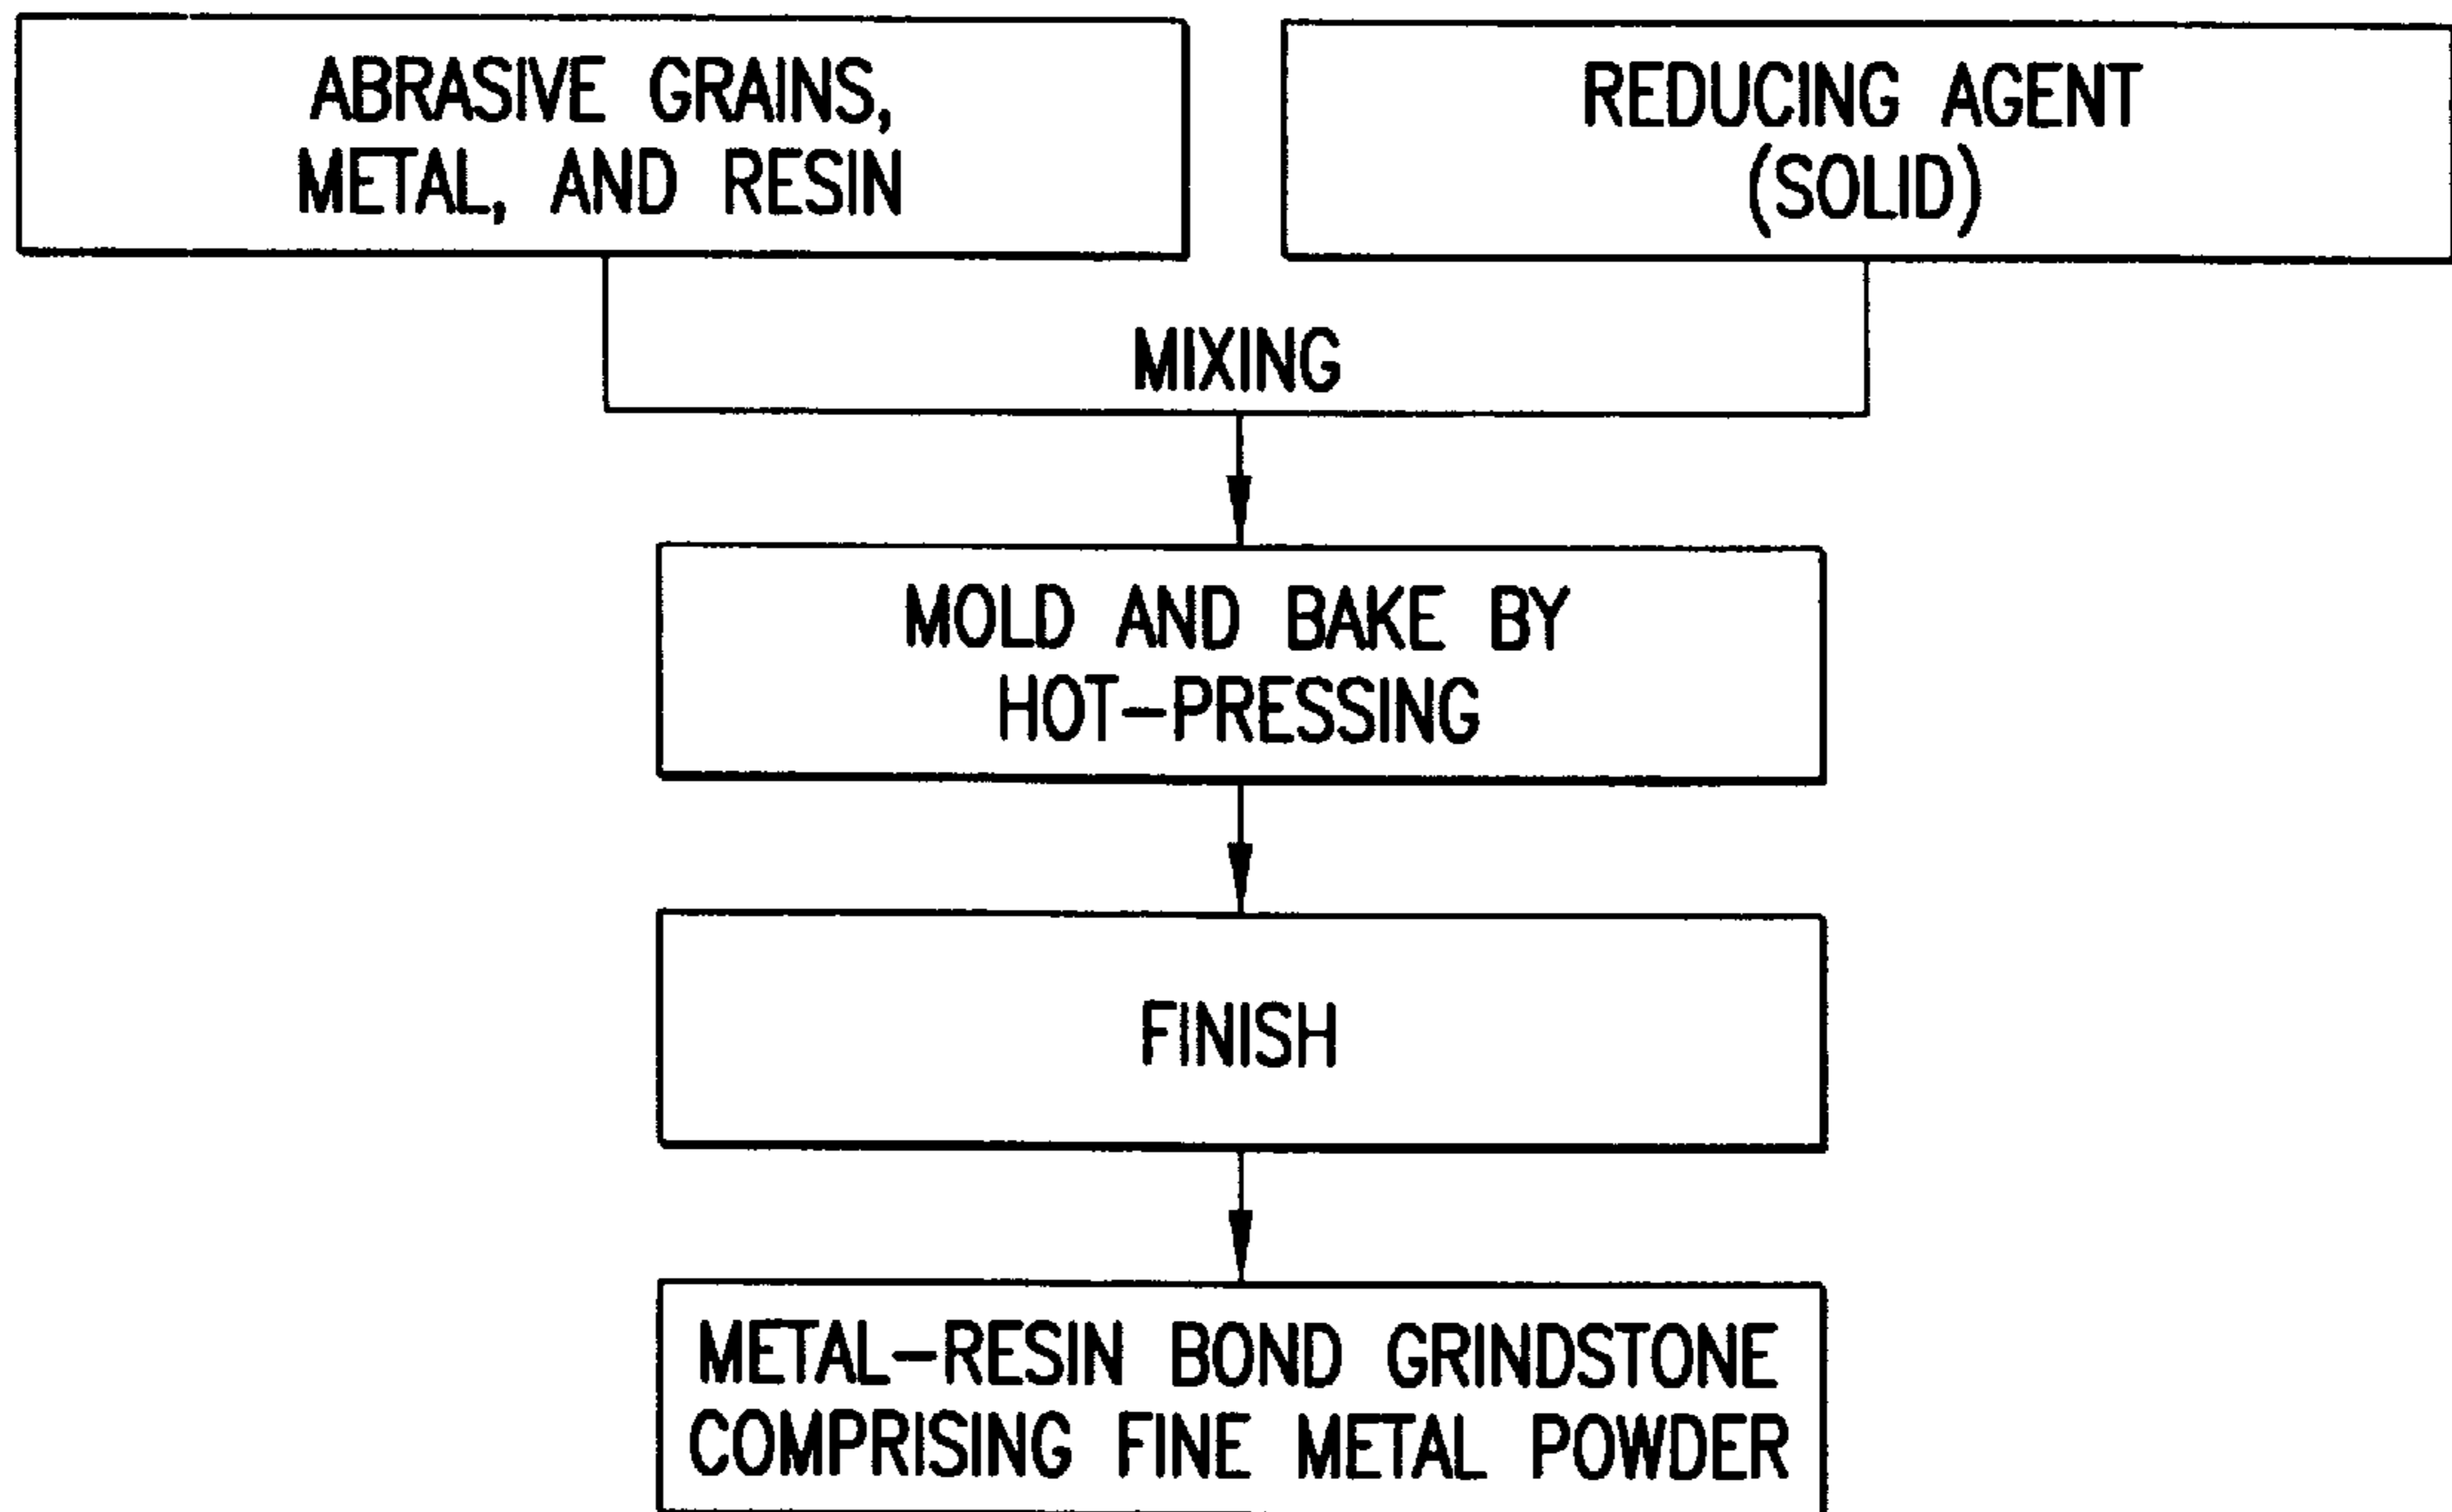 ABRASIVE GRAINS,
METAL, AND RESIN
REDUCING AGENT
(SOLID)
MIXING
MOLD AND BAKE BY
HOT-PRESSING
FINISH
METAL-RESIN BOND GRINDSTONE
COMPRISING FINE METAL POWDER